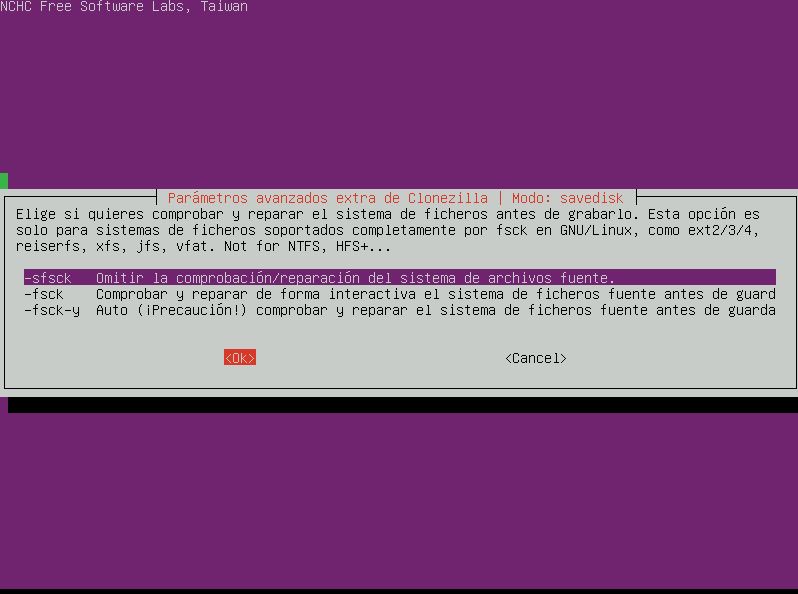 NCHC Free Software Labs, Taiwan
Parámetros avanzados extra de Clonezilla | Modo: savedisk
Elige si quieres comprobar y reparar el sistema de ficheros antes de grabarlo. Esta opción es
solo para sistemas de ficheros soportados completamente por fsck en GNU/Linux, como ext2/3/4,
reiserfs, xfs, jfs, vfat. Not for NTFS, HFS+...
-sfsck Omitir la comprobación/reparación del sistema de archivos fuente.
-fsck Comprobar y reparar de forma interactiva el sistema de ficheros fuente antes de guard
-fsck-y Auto (¡Precaución!) comprobar y reparar el sistema de ficheros fuente antes de guarda
<Ok> <Cancel>